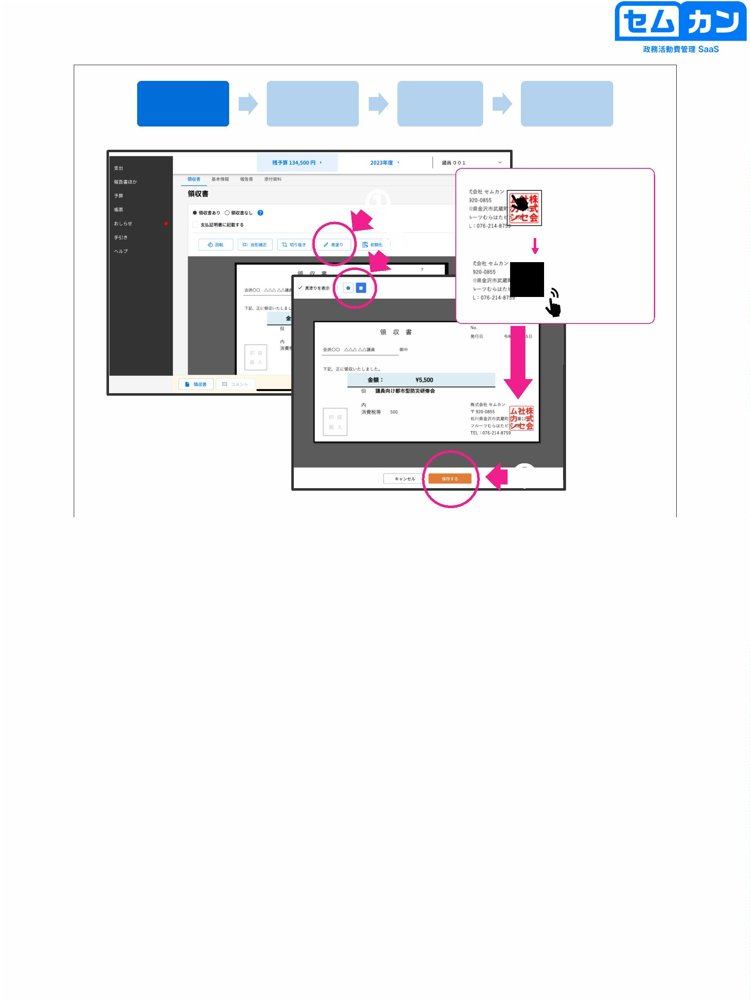 セムカン
政務活動費管理 SaaS
残予算 134,500 円
2023年度
議員 ００１
支出
報告書ほか
予算
帳票
おしらせ
手引き
ヘルプ
領収書
基本情報
報告書
添付資料
領収書
領収書あり
領収書なし
?
支払証明書に記載する
回転
台形補正
切り抜き
黒塗り
初期化
1
領 収 書
7
会派〇〇 △△△ △△議員
下記、正に領収いたしまし
金
但
内
消費税
印 収
紙 入
領収書
コメント
式会社 セムカン
920-0855
川県金沢市武蔵町
ルーツむらはたビル
L：076-214-8759
株式会社セムカン
式会社 セムカン
920-0855
川県金沢市武蔵町
ルーツむらはたビ
L：076-214-8759
黒塗りを表示
領 収 書
No.
発行日
令和
5日
会派〇〇 △△△ △△議員 御中
下記、正に領収いたしました。
金額： ¥5,500
但 議員向け都市型防災研修会
内
消費税等 500
印 収
紙 入
株式会社 セムカン
〒920-0855
石川県金沢市武蔵町
フルーツむらはたビル
TEL：076-214-8759
株式会社セムカン
キャンセル
保存する